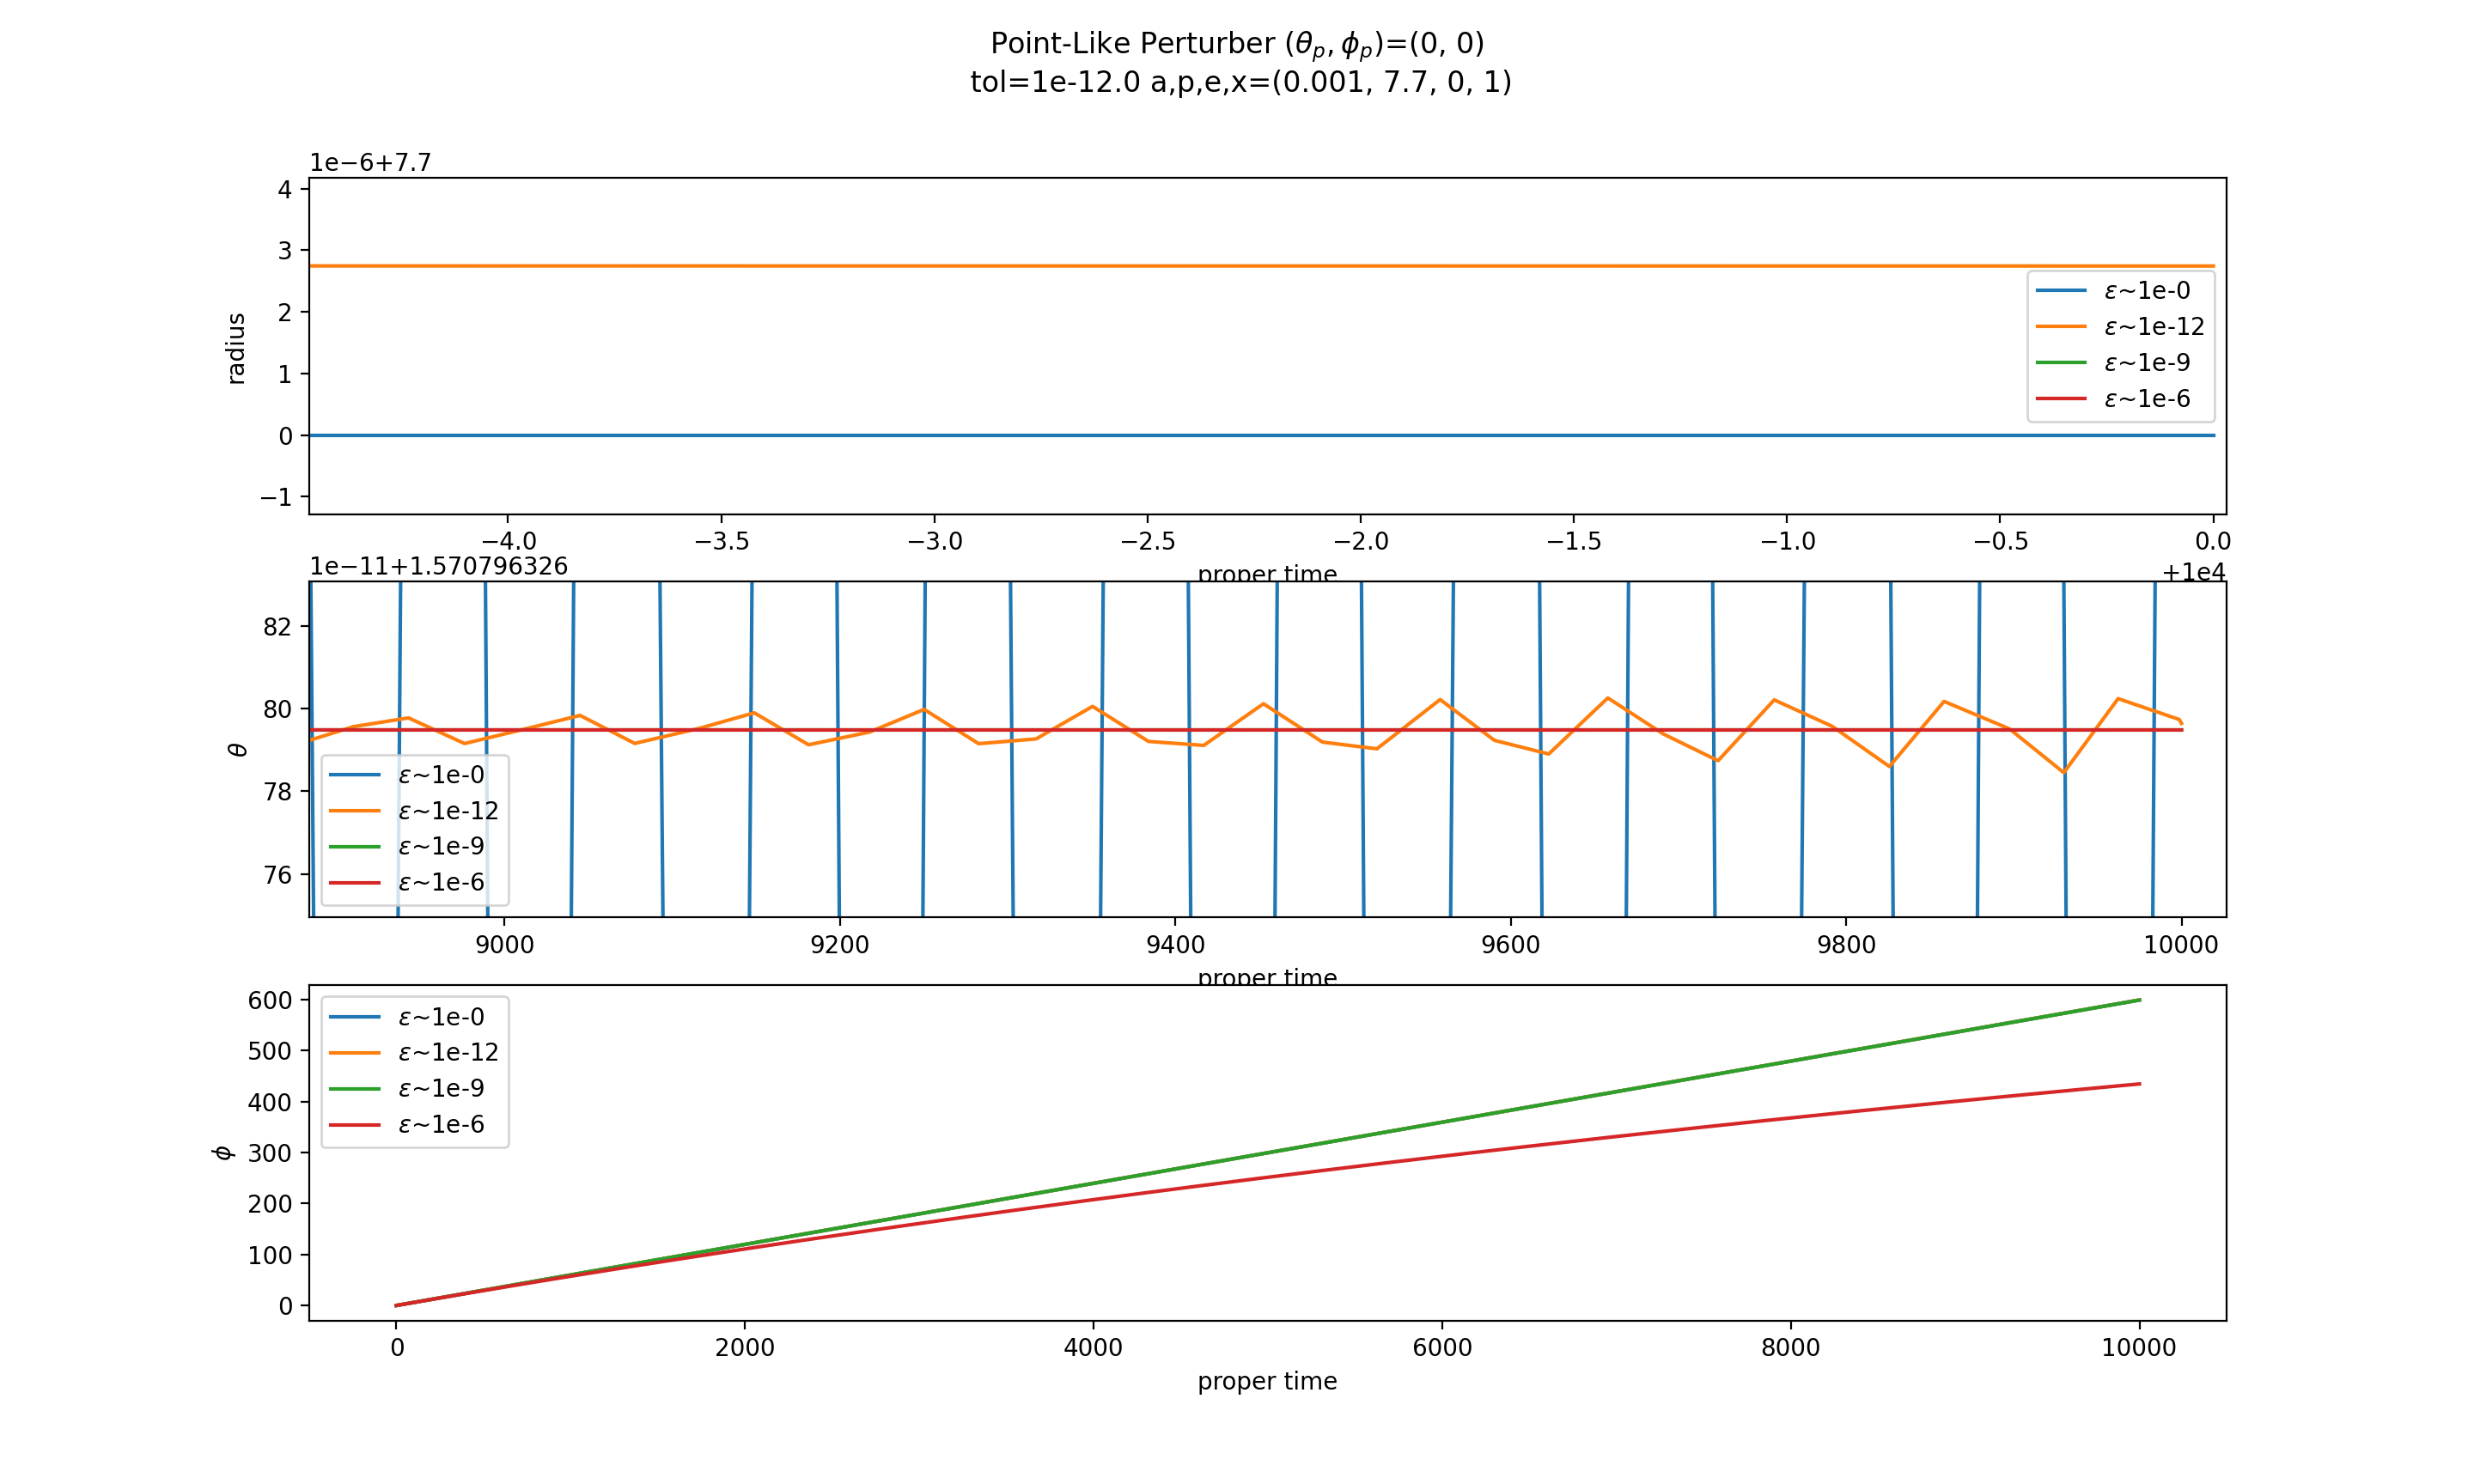 Point-Like Perturber (θₚ, ϕₚ)=(0, 0)
tol=1e-12.0 a,p,e,x=(0.001, 7.7, 0, 1)
1e−6+7.7
4
3
2
1
0
−1
radius
ε~1e-0
ε~1e-12
ε~1e-9
ε~1e-6
−4.0 −3.5 −3.0 −2.5 −2.0 −1.5 −1.0 −0.5 0.0
proper time
+1e4
1e−11+1.570796326
82
80
78
76
θ
ε~1e-0
ε~1e-12
ε~1e-9
ε~1e-6
9000 9200 9400 9600 9800 10000
proper time
600
500
400
300
200
100
0
ϕ
ε~1e-0
ε~1e-12
ε~1e-9
ε~1e-6
0 2000 4000 6000 8000 10000
proper time